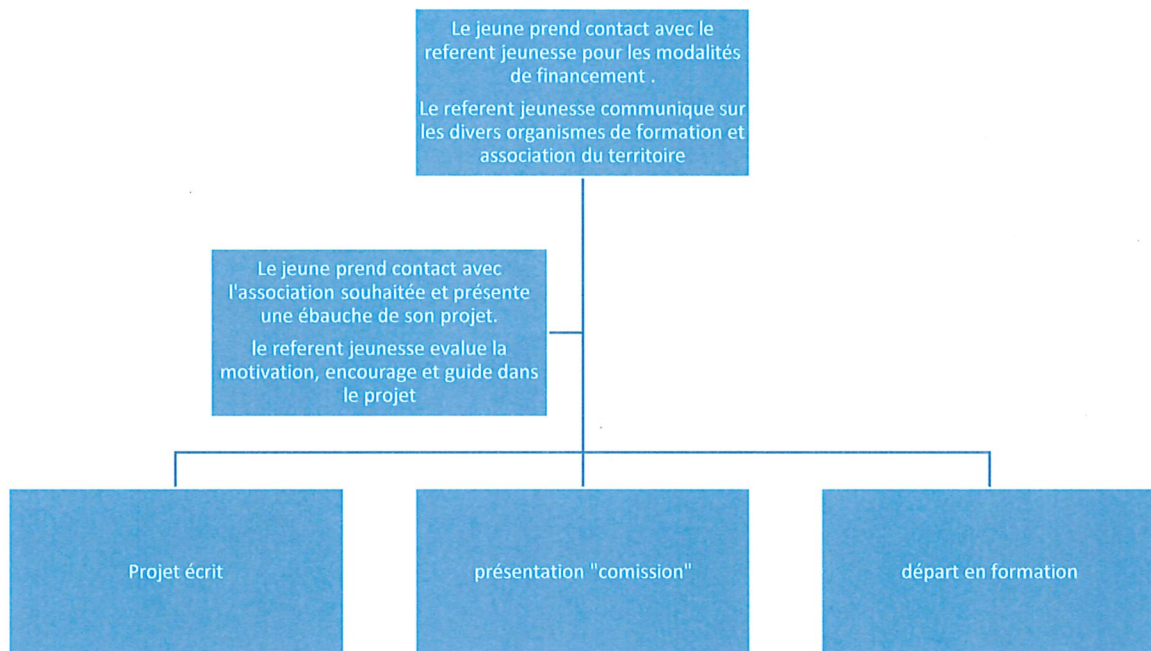 Le jeune prend contact avec le
referent jeunesse pour les modalités
de financement .
Le referent jeunesse communique sur
les divers organismes de formation et
association du territoire
Le jeune prend contact avec
l'association souhaitée et présente
une ébauche de son projet.
le referent jeunesse evalue la
motivation, encourage et guide dans
le projet
Projet écrit
présentation "comission"
départ en formation